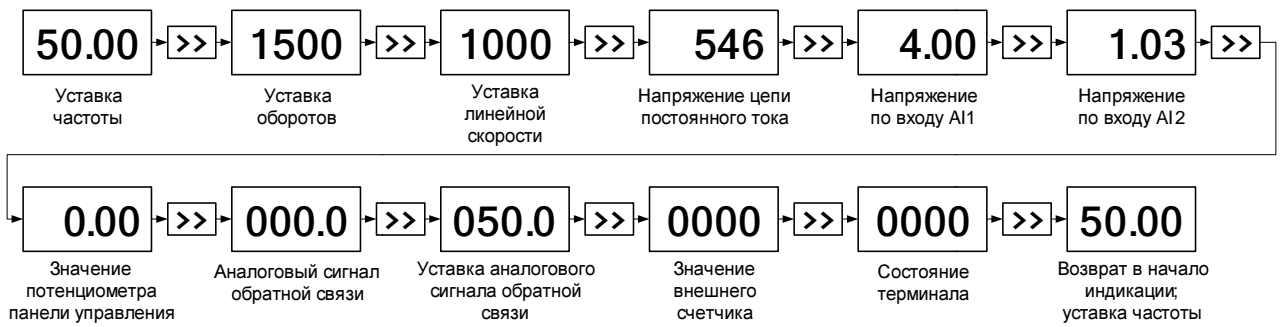 50.00 >> 1500 >> 1000 >> 546 >> 4.00 >> 1.03 >>
Уставка
частоты
Уставка
оборотов
Уставка
линейной
скорости
Напряжение цепи
постоянного тока
Напряжение
по входу AI1
Напряжение
по входу AI2
0.00 >> 000.0 >> 050.0 >> 0000 >> 0000 >> 50.00
Значение
потенциометра
панели управления
Аналоговый сигнал
обратной связи
Уставка аналогового
сигнала обратной
связи
Значение
внешнего
счетчика
Состояние
терминала
Возврат в начало
индикации;
уставка частоты